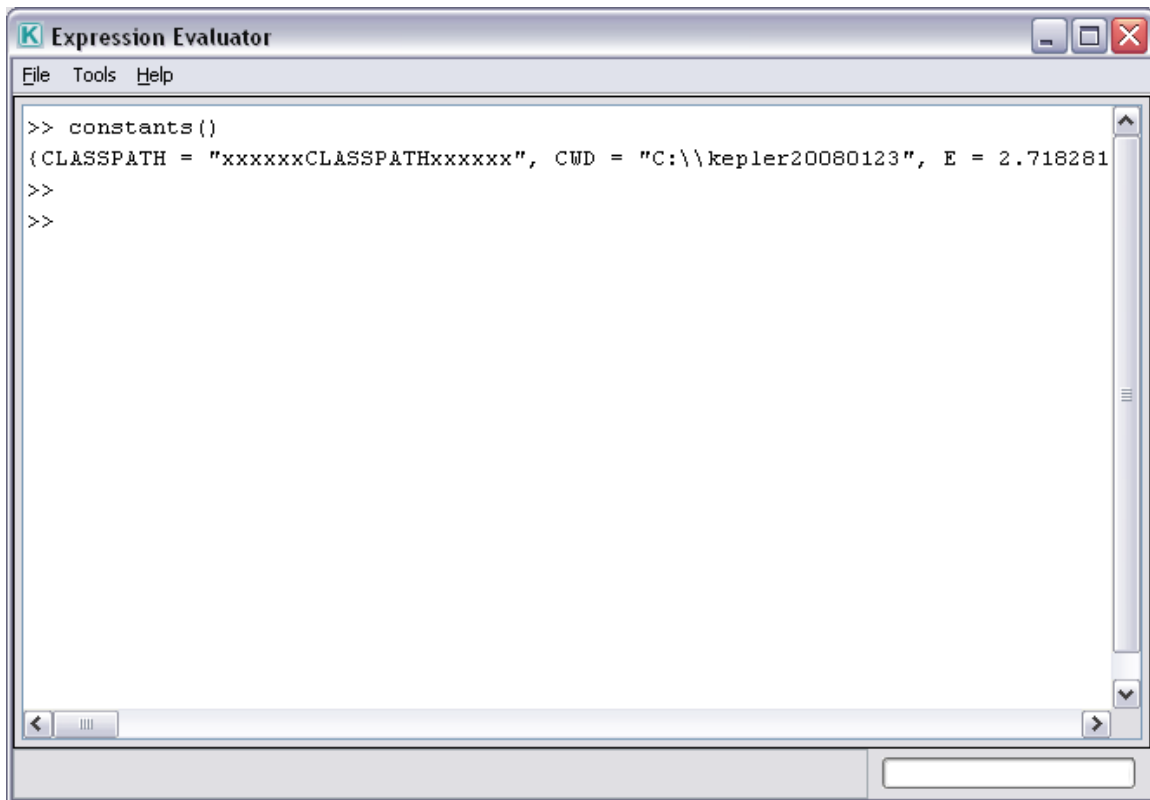 K Expression Evaluator
File Tools Help
>> constants()
{CLASSPATH = "xxxxxxCLASSPATHxxxxxx", CWD = "C:\\kepler20080123", E = 2.718281
>>
>>